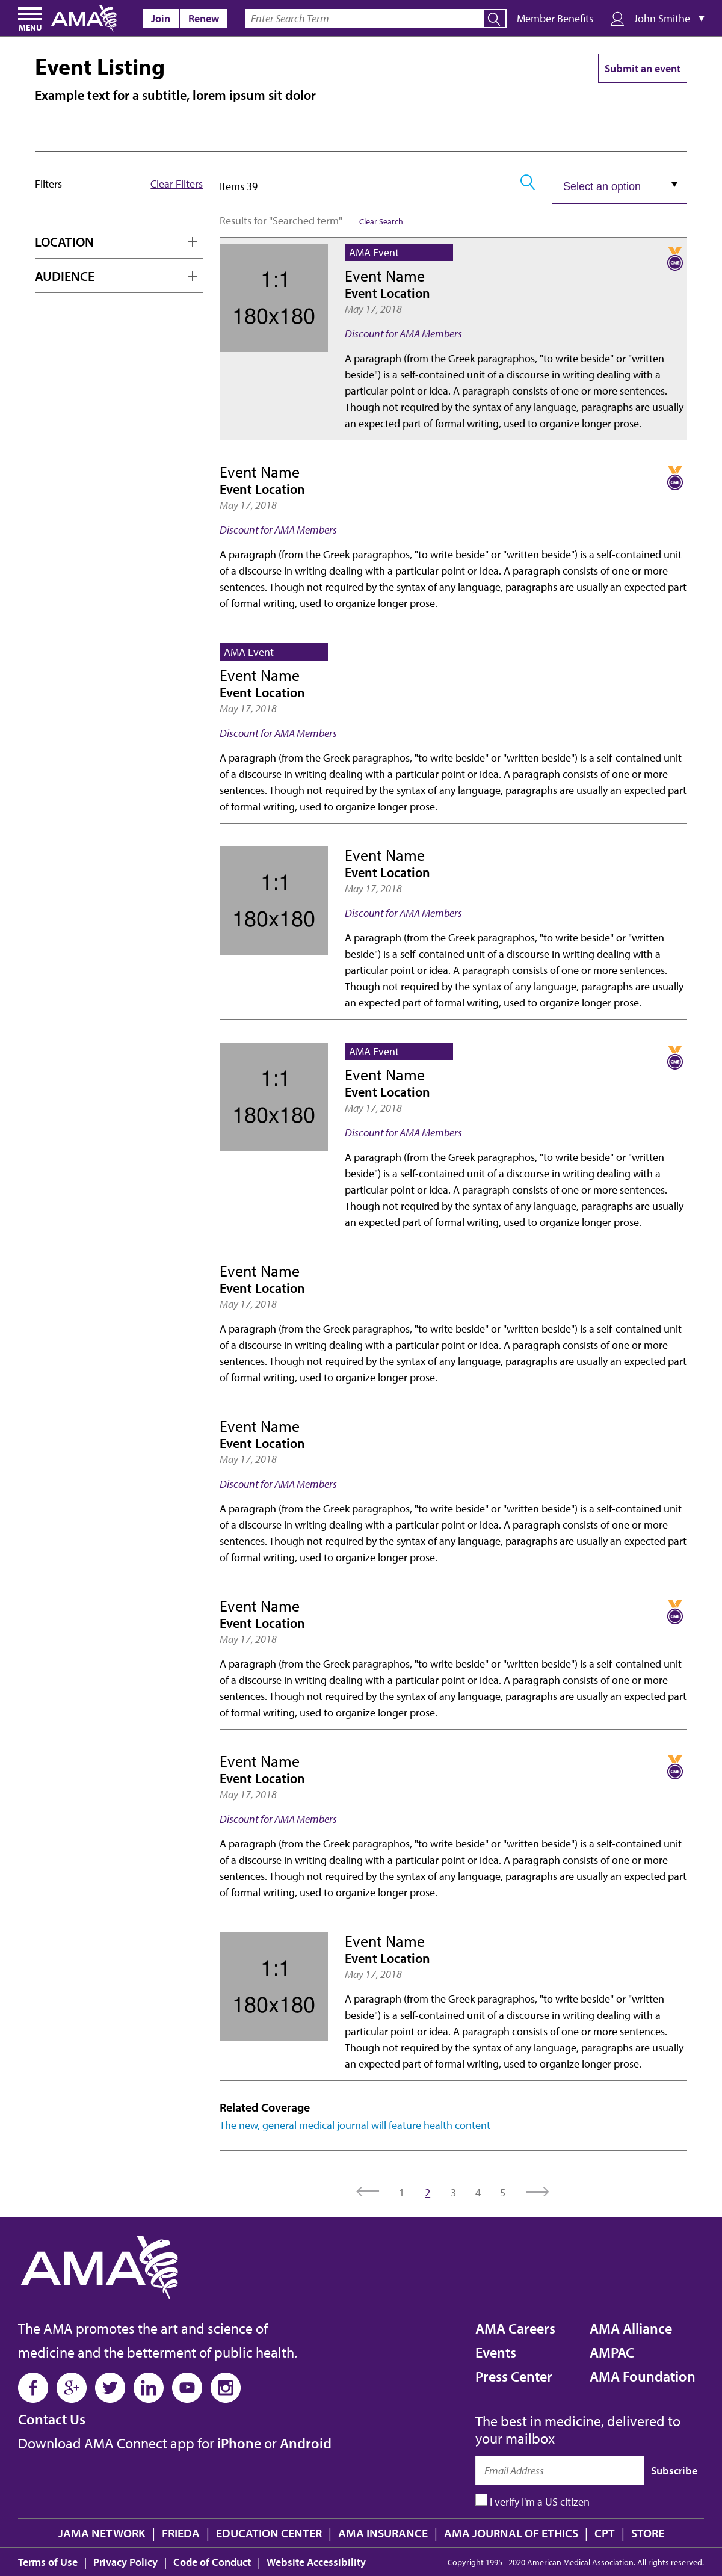 MENU
AMA
Join
Renew
Enter Search Term
Member Benefits
John Smithe
Event Listing
Submit an event
Example text for a subtitle, lorem ipsum sit dolor
Filters
Clear Filters
Items 39
Select an option
Results for "Searched term"
Clear Search
LOCATION
AUDIENCE
1:1
180x180
AMA Event
CME
Event Name
Event Location
May 17, 2018
Discount for AMA Members
A paragraph (from the Greek paragraphos, "to write beside" or "written
beside") is a self-contained unit of a discourse in writing dealing with a
particular point or idea. A paragraph consists of one or more sentences.
Though not required by the syntax of any language, paragraphs are usually
an expected part of formal writing, used to organize longer prose.
Event Name
CME
Event Location
May 17, 2018
Discount for AMA Members
A paragraph (from the Greek paragraphos, "to write beside" or "written beside") is a self-contained unit
of a discourse in writing dealing with a particular point or idea. A paragraph consists of one or more
sentences. Though not required by the syntax of any language, paragraphs are usually an expected part
of formal writing, used to organize longer prose.
AMA Event
Event Name
Event Location
May 17, 2018
Discount for AMA Members
A paragraph (from the Greek paragraphos, "to write beside" or "written beside") is a self-contained unit
of a discourse in writing dealing with a particular point or idea. A paragraph consists of one or more
sentences. Though not required by the syntax of any language, paragraphs are usually an expected part
of formal writing, used to organize longer prose.
1:1
180x180
Event Name
Event Location
May 17, 2018
Discount for AMA Members
A paragraph (from the Greek paragraphos, "to write beside" or "written
beside") is a self-contained unit of a discourse in writing dealing with a
particular point or idea. A paragraph consists of one or more sentences.
Though not required by the syntax of any language, paragraphs are usually
an expected part of formal writing, used to organize longer prose.
1:1
180x180
AMA Event
CME
Event Name
Event Location
May 17, 2018
Discount for AMA Members
A paragraph (from the Greek paragraphos, "to write beside" or "written
beside") is a self-contained unit of a discourse in writing dealing with a
particular point or idea. A paragraph consists of one or more sentences.
Though not required by the syntax of any language, paragraphs are usually
an expected part of formal writing, used to organize longer prose.
Event Name
Event Location
May 17, 2018
A paragraph (from the Greek paragraphos, "to write beside" or "written beside") is a self-contained unit
of a discourse in writing dealing with a particular point or idea. A paragraph consists of one or more
sentences. Though not required by the syntax of any language, paragraphs are usually an expected part
of formal writing, used to organize longer prose.
Event Name
Event Location
May 17, 2018
Discount for AMA Members
A paragraph (from the Greek paragraphos, "to write beside" or "written beside") is a self-contained unit
of a discourse in writing dealing with a particular point or idea. A paragraph consists of one or more
sentences. Though not required by the syntax of any language, paragraphs are usually an expected part
of formal writing, used to organize longer prose.
Event Name
CME
Event Location
May 17, 2018
A paragraph (from the Greek paragraphos, "to write beside" or "written beside") is a self-contained unit
of a discourse in writing dealing with a particular point or idea. A paragraph consists of one or more
sentences. Though not required by the syntax of any language, paragraphs are usually an expected part
of formal writing, used to organize longer prose.
Event Name
CME
Event Location
May 17, 2018
Discount for AMA Members
A paragraph (from the Greek paragraphos, "to write beside" or "written beside") is a self-contained unit
of a discourse in writing dealing with a particular point or idea. A paragraph consists of one or more
sentences. Though not required by the syntax of any language, paragraphs are usually an expected part
of formal writing, used to organize longer prose.
1:1
180x180
Event Name
Event Location
May 17, 2018
A paragraph (from the Greek paragraphos, "to write beside" or "written
beside") is a self-contained unit of a discourse in writing dealing with a
particular point or idea. A paragraph consists of one or more sentences.
Though not required by the syntax of any language, paragraphs are usually
an expected part of formal writing, used to organize longer prose.
Related Coverage
The new, general medical journal will feature health content
1 2 3 4 5
AMA
The AMA promotes the art and science of
medicine and the betterment of public health.
Contact Us
Download AMA Connect app for iPhone or Android
AMA Careers
AMA Alliance
Events
AMPAC
Press Center
AMA Foundation
The best in medicine, delivered to
your mailbox
Email Address
Subscribe
I verify I'm a US citizen
JAMA NETWORK | FRIEDA | EDUCATION CENTER | AMA INSURANCE | AMA JOURNAL OF ETHICS | CPT | STORE
Terms of Use | Privacy Policy | Code of Conduct | Website Accessibility
Copyright 1995 - 2020 American Medical Association. All rights reserved.